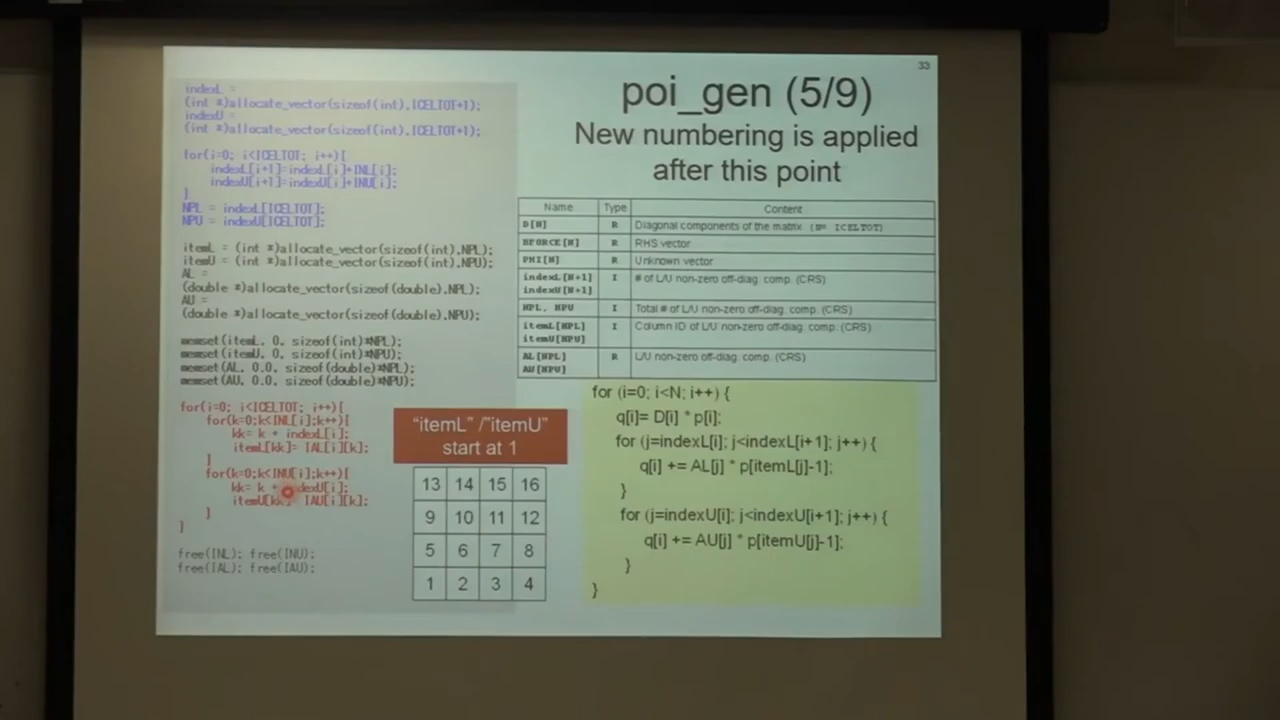 33
poi_gen (5/9)
New numbering is applied
after this point
indexL =
(int *)allocate_vector(sizeof(int),ICELTOT+1);
indexU =
(int *)allocate_vector(sizeof(int),ICELTOT+1);
for(i=0; i<ICELTOT; i++){
indexL[i+1]=indexL[i]+INL[i];
indexU[i+1]=indexU[i]+INU[i];
}
NPL = indexL[ICELTOT];
NPU = indexU[ICELTOT];
itemL = (int *)allocate_vector(sizeof(int),NPL);
itemU = (int *)allocate_vector(sizeof(int),NPU);
AL =
(double *)allocate_vector(sizeof(double),NPL);
AU =
(double *)allocate_vector(sizeof(double),NPU);
memset(itemL, 0, sizeof(int)*NPL);
memset(itemU, 0, sizeof(int)*NPU);
memset(AL, 0.0, sizeof(double)*NPL);
memset(AU, 0.0, sizeof(double)*NPU);
for(i=0; i<ICELTOT; i++){
for(k=0;k<INL[i];k++){
kk= k + indexL[i];
itemL[kk]= IAL[i][k];
}
for(k=0;k<INU[i];k++){
kk= k + indexU[i];
itemU[kk]= IAU[i][k];
}
}
free(INL); free(INU);
free(IAL); free(IAU);
Name Type Content
D[N] R Diagonal components of the matrix (N= ICELTOT)
BFORCE[N] R RHS vector
PHI[N] R Unknown vector
indexL[N+1] I # of L/U non-zero off-diag. comp. (CRS)
indexU[N+1]
NPL, NPU I Total # of L/U non-zero off-diag. comp. (CRS)
itemL[NPL] I Column ID of L/U non-zero off-diag. comp. (CRS)
itemU[NPU]
AL[NPL] R L/U non-zero off-diag. comp. (CRS)
AU[NPU]
"itemL" /"itemU"
start at 1
13 14 15 16
9 10 11 12
5 6 7 8
1 2 3 4
for (i=0; i<N; i++) {
q[i]= D[i] * p[i];
for (j=indexL[i]; j<indexL[i+1]; j++) {
q[i] += AL[j] * p[itemL[j]-1];
}
for (j=indexU[i]; j<indexU[i+1]; j++) {
q[i] += AU[j] * p[itemU[j]-1];
}
}